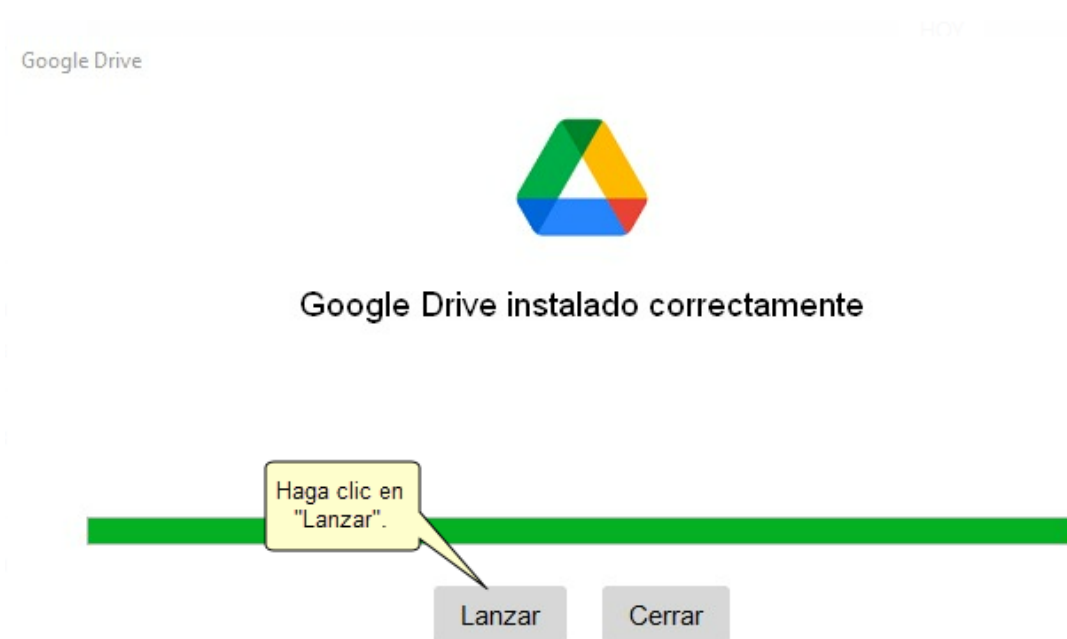 Google Drive
Google Drive instalado correctamente
Haga clic en
"Lanzar".
Lanzar
Cerrar